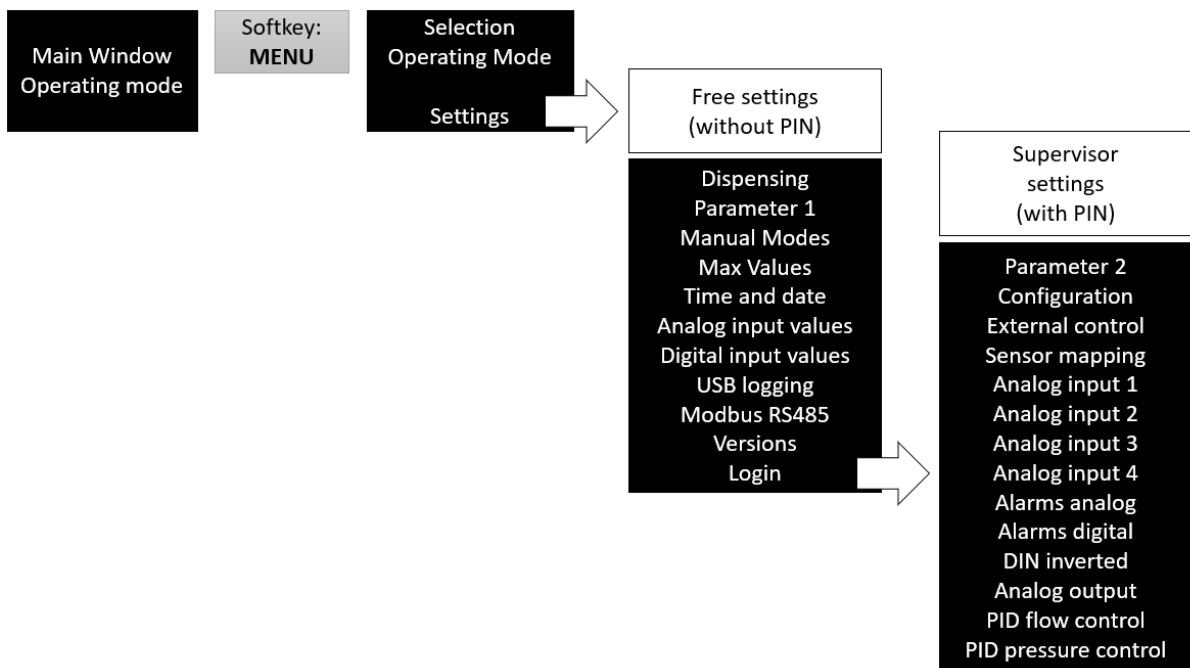 Main Window
Operating mode
Softkey:
MENU
Selection
Operating Mode
Settings
Free settings
(without PIN)
Dispensing
Parameter 1
Manual Modes
Max Values
Time and date
Analog input values
Digital input values
USB logging
Modbus RS485
Versions
Login
Supervisor
settings
(with PIN)
Parameter 2
Configuration
External control
Sensor mapping
Analog input 1
Analog input 2
Analog input 3
Analog input 4
Alarms analog
Alarms digital
DIN inverted
Analog output
PID flow control
PID pressure control